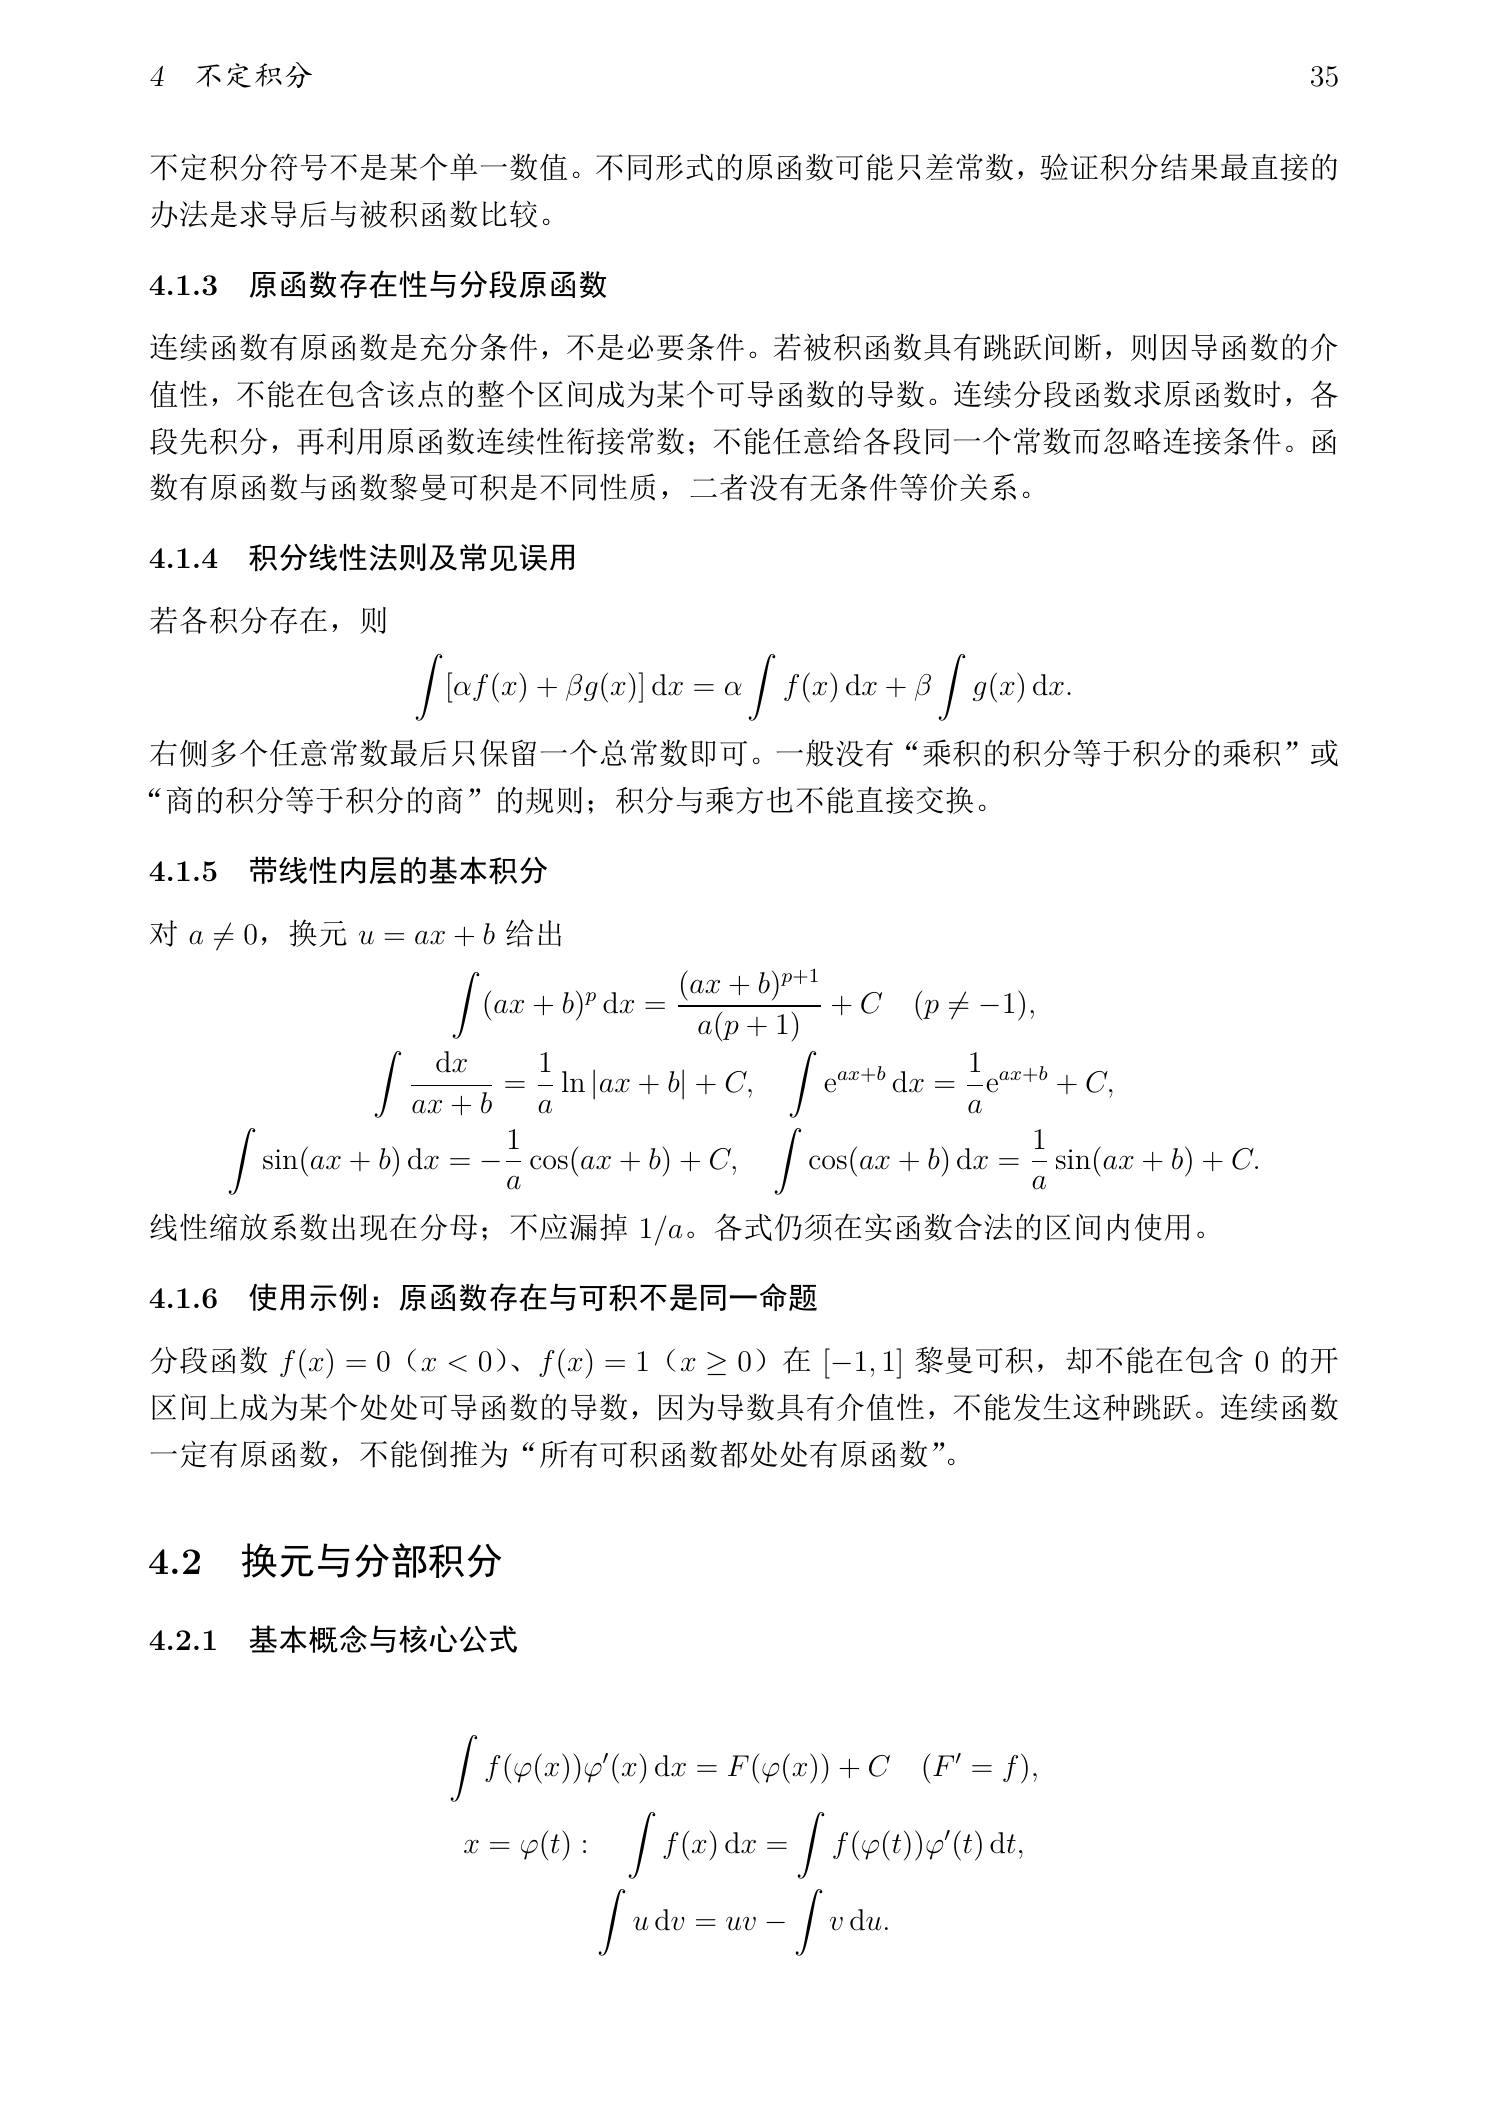 4 不定积分 35
不定积分符号不是某个单一数值。不同形式的原函数可能只差常数，验证积分结果最直接的
办法是求导后与被积函数比较。
4.1.3 原函数存在性与分段原函数
连续函数有原函数是充分条件，不是必要条件。若被积函数具有跳跃间断，则因导函数的介
值性，不能在包含该点的整个区间成为某个可导函数的导数。连续分段函数求原函数时，各
段先积分，再利用原函数连续性衔接常数；不能任意给各段同一个常数而忽略连接条件。函
数有原函数与函数黎曼可积是不同性质，二者没有无条件等价关系。
4.1.4 积分线性法则及常见误用
若各积分存在，则
∫[αf(x) + βg(x)] dx = α∫ f(x) dx + β∫ g(x) dx.
右侧多个任意常数最后只保留一个总常数即可。一般没有“乘积的积分等于积分的乘积”或
“商的积分等于积分的商”的规则；积分与乘方也不能直接交换。
4.1.5 带线性内层的基本积分
对 a ≠ 0，换元 u = ax + b 给出
∫(ax + b)^p dx = (ax + b)^{p+1} / a(p + 1) + C (p ≠ −1),
∫ dx/(ax + b) = 1/a ln |ax + b| + C, ∫ e^{ax+b} dx = 1/a e^{ax+b} + C,
∫ sin(ax + b) dx = −1/a cos(ax + b) + C, ∫ cos(ax + b) dx = 1/a sin(ax + b) + C.
线性缩放系数出现在分母；不应漏掉 1/a。各式仍须在实函数合法的区间内使用。
4.1.6 使用示例：原函数存在与可积不是同一命题
分段函数 f(x) = 0（x < 0）、f(x) = 1（x ≥ 0）在 [−1, 1] 黎曼可积，却不能在包含 0 的开
区间上成为某个处处可导函数的导数，因为导数具有介值性，不能发生这种跳跃。连续函数
一定有原函数，不能倒推为“所有可积函数都处处有原函数”。
4.2 换元与分部积分
4.2.1 基本概念与核心公式
∫ f(φ(x))φ′(x) dx = F(φ(x)) + C (F′ = f),
x = φ(t) : ∫ f(x) dx = ∫ f(φ(t))φ′(t) dt,
∫ u dv = uv − ∫ v du.